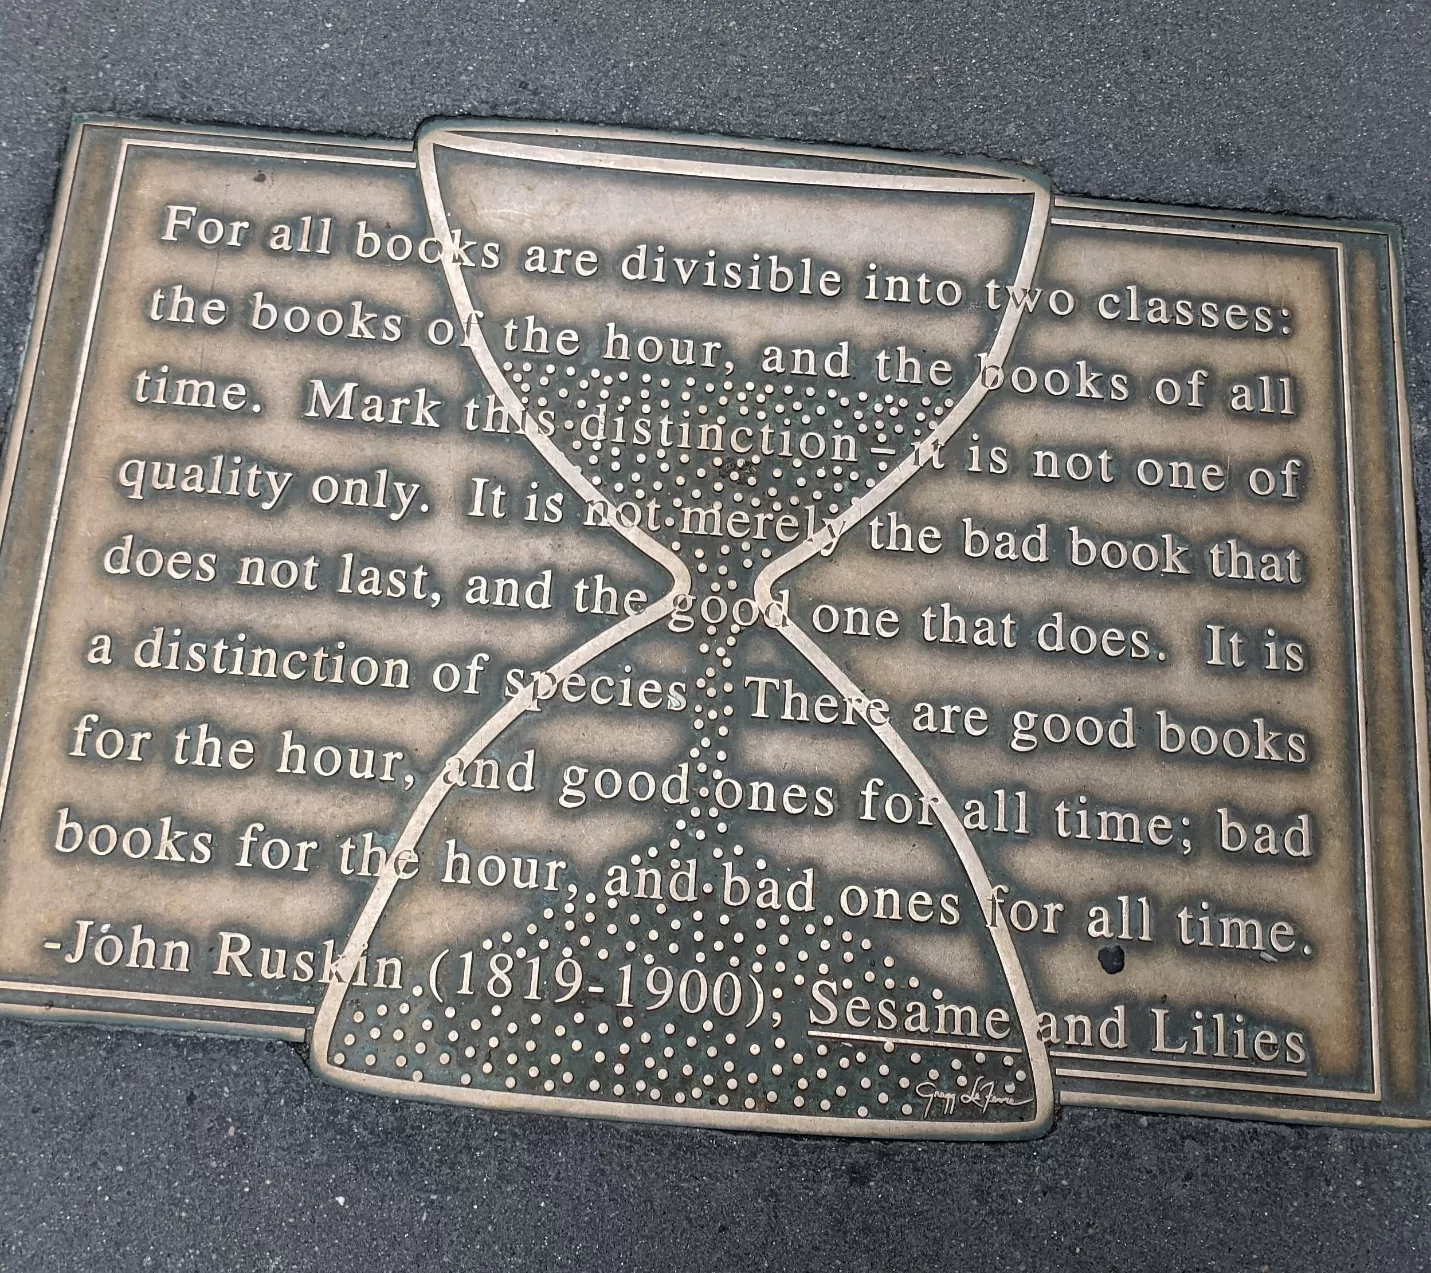 For all books are divisible into two classes:
the books of the hour, and the books of all
time.  Mark this distinction – it is not one of
quality only.  It is not merely the bad book that
does not last, and the good one that does.  It is
a distinction of species.  There are good books
for the hour, and good ones for all time; bad
books for the hour, and bad ones for all time.
-John Ruskin (1819-1900); Sesame and Lilies
Gregg LeFevre